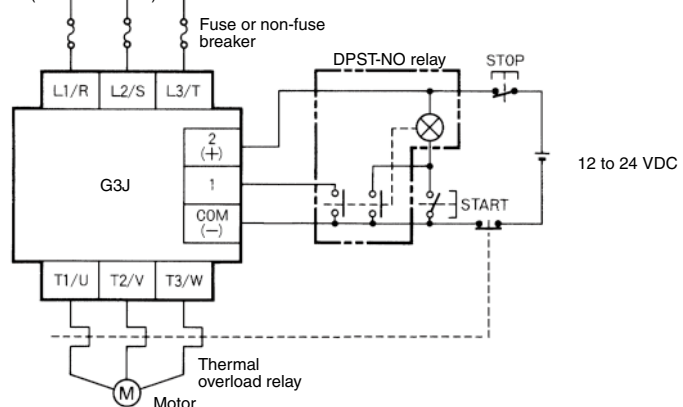 Fuse or non-fuse
breaker
DPST-NO relay
STOP
L1/R L2/S L3/T
2
(+)
12 to 24 VDC
G3J
1
START
COM
(−)
T1/U T2/V T3/W
Thermal
overload relay
M
Motor